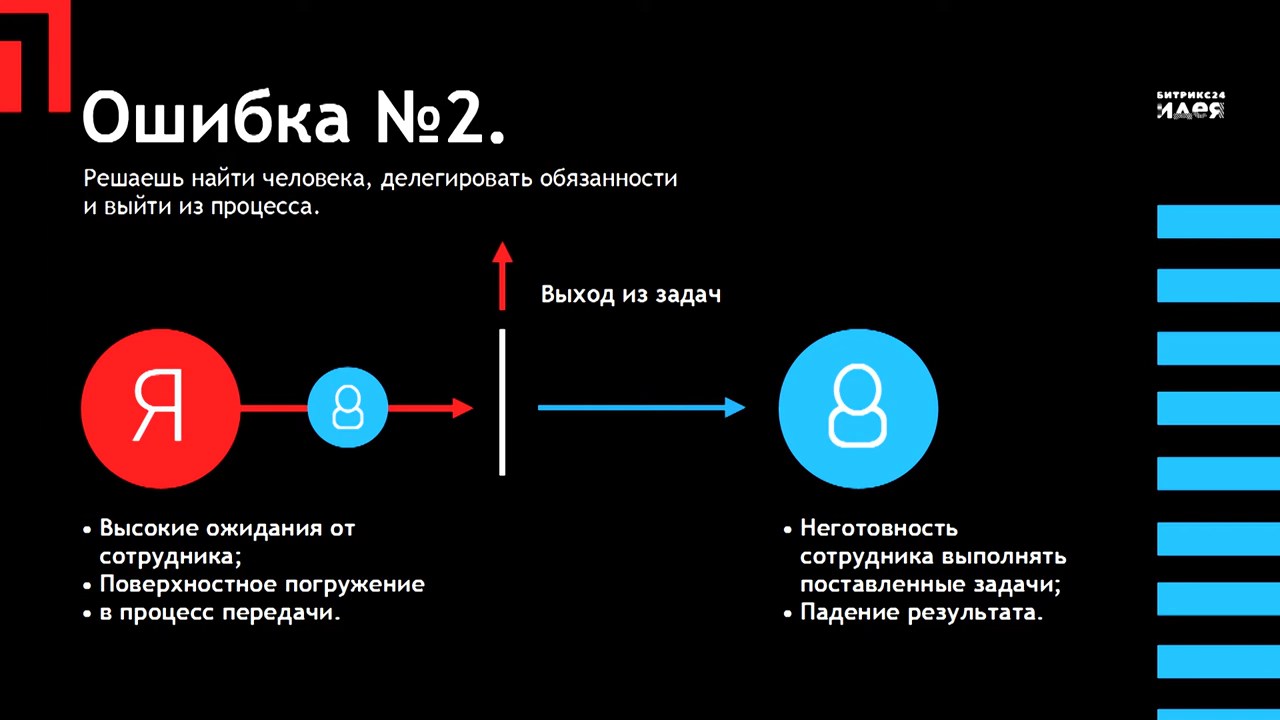 Ошибка №2.
БИТРИКС24
идея
Решаешь найти человека, делегировать обязанности
и выйти из процесса.
Выход из задач
Я
• Высокие ожидания от
сотрудника;
• Поверхностное погружение
• в процесс передачи.
• Неготовность
сотрудника выполнять
поставленные задачи;
• Падение результата.